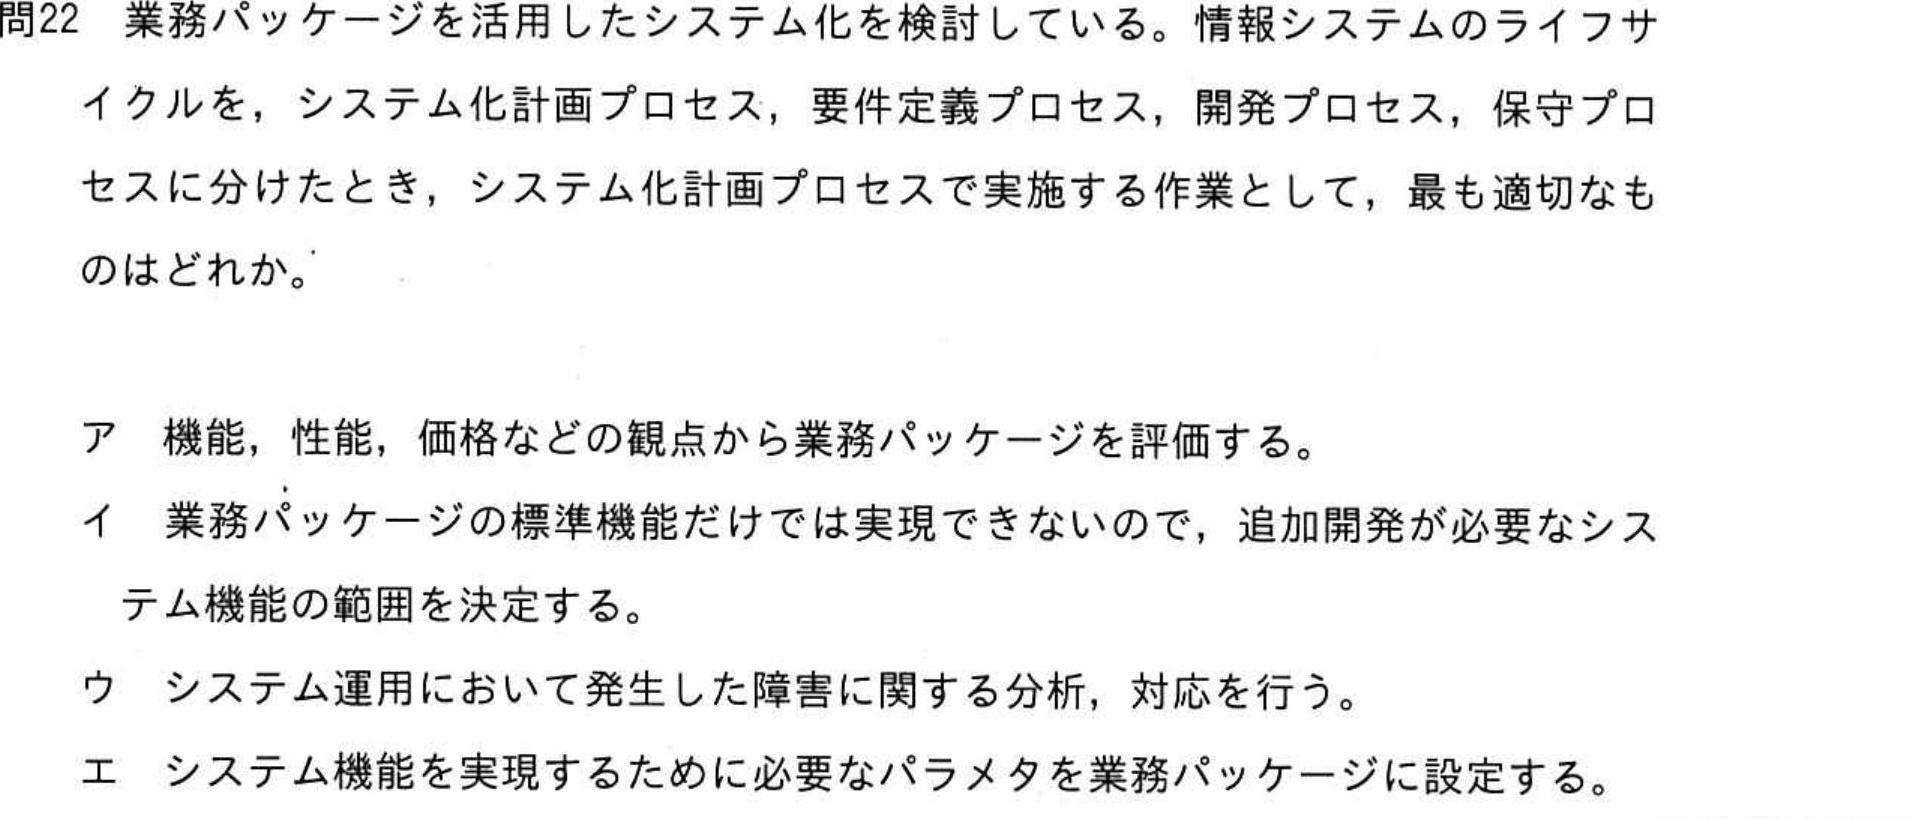 問22 業務パッケージを活用したシステム化を検討している。情報システムのライフサ
イクルを，システム化計画プロセス，要件定義プロセス，開発プロセス，保守プロ
セスに分けたとき，システム化計画プロセスで実施する作業として，最も適切なも
のはどれか。
ア 機能，性能，価格などの観点から業務パッケージを評価する。
イ 業務パッケージの標準機能だけでは実現できないので，追加開発が必要なシス
テム機能の範囲を決定する。
ウ システム運用において発生した障害に関する分析，対応を行う。
エ システム機能を実現するために必要なパラメタを業務パッケージに設定する。